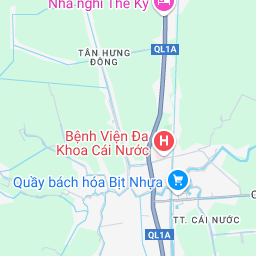 Nhà nghỉ Thế Kỷ
TÂN HƯNG
ĐÔNG
QL1A
Bệnh Viện Đa
Khoa Cái Nước
H
Quầy bách hóa Bịt Nhựa
TT. CÁI NƯỚC
QL1A